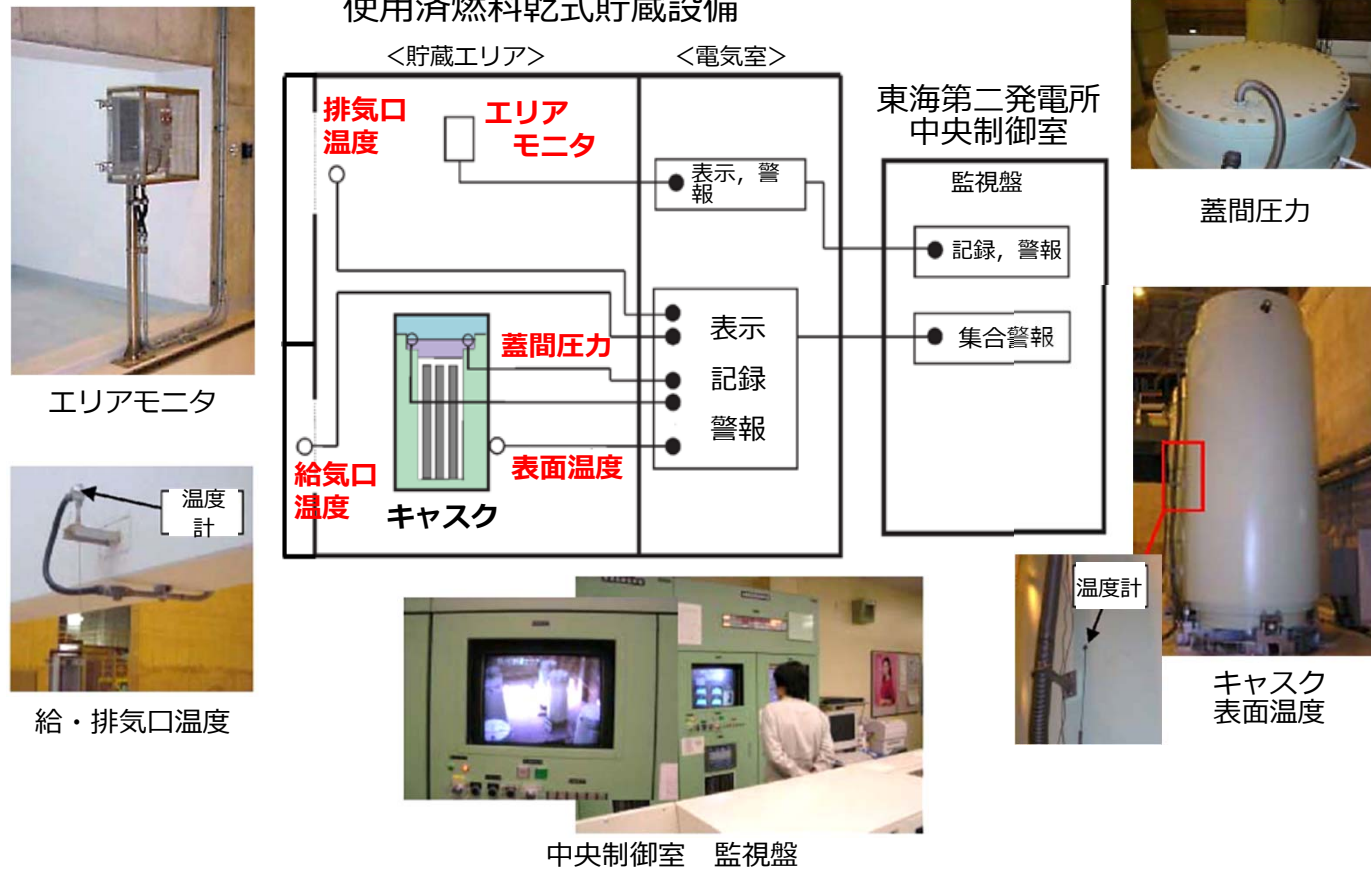 使用済燃料乾式貯蔵設備
＜貯蔵エリア＞
＜電気室＞
東海第二発電所
中央制御室
排気口
温度
エリア
モニタ
表示，警
報
監視盤
記録，警報
蓋間圧力
表示
集合警報
蓋間圧力
記録
エリアモニタ
警報
給気口
温度
表面温度
キャスク
温度
計
温度計
給・排気口温度
キャスク
表面温度
中央制御室　監視盤